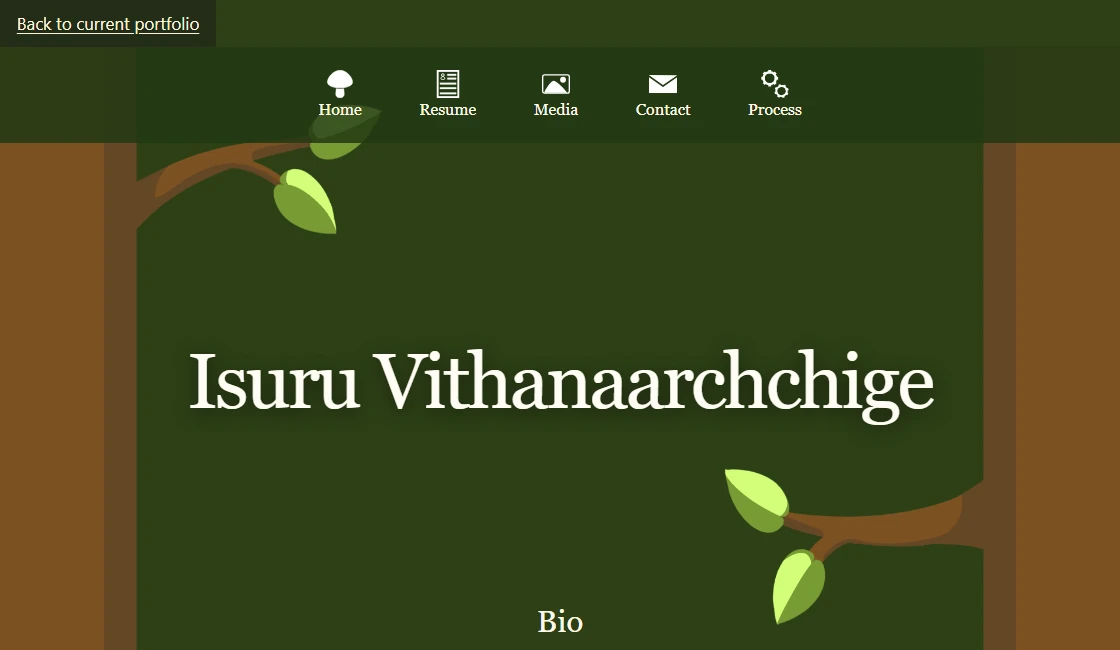 Back to current portfolio
Home Resume Media Contact Process
Isuru Vithanaarchchige
Bio